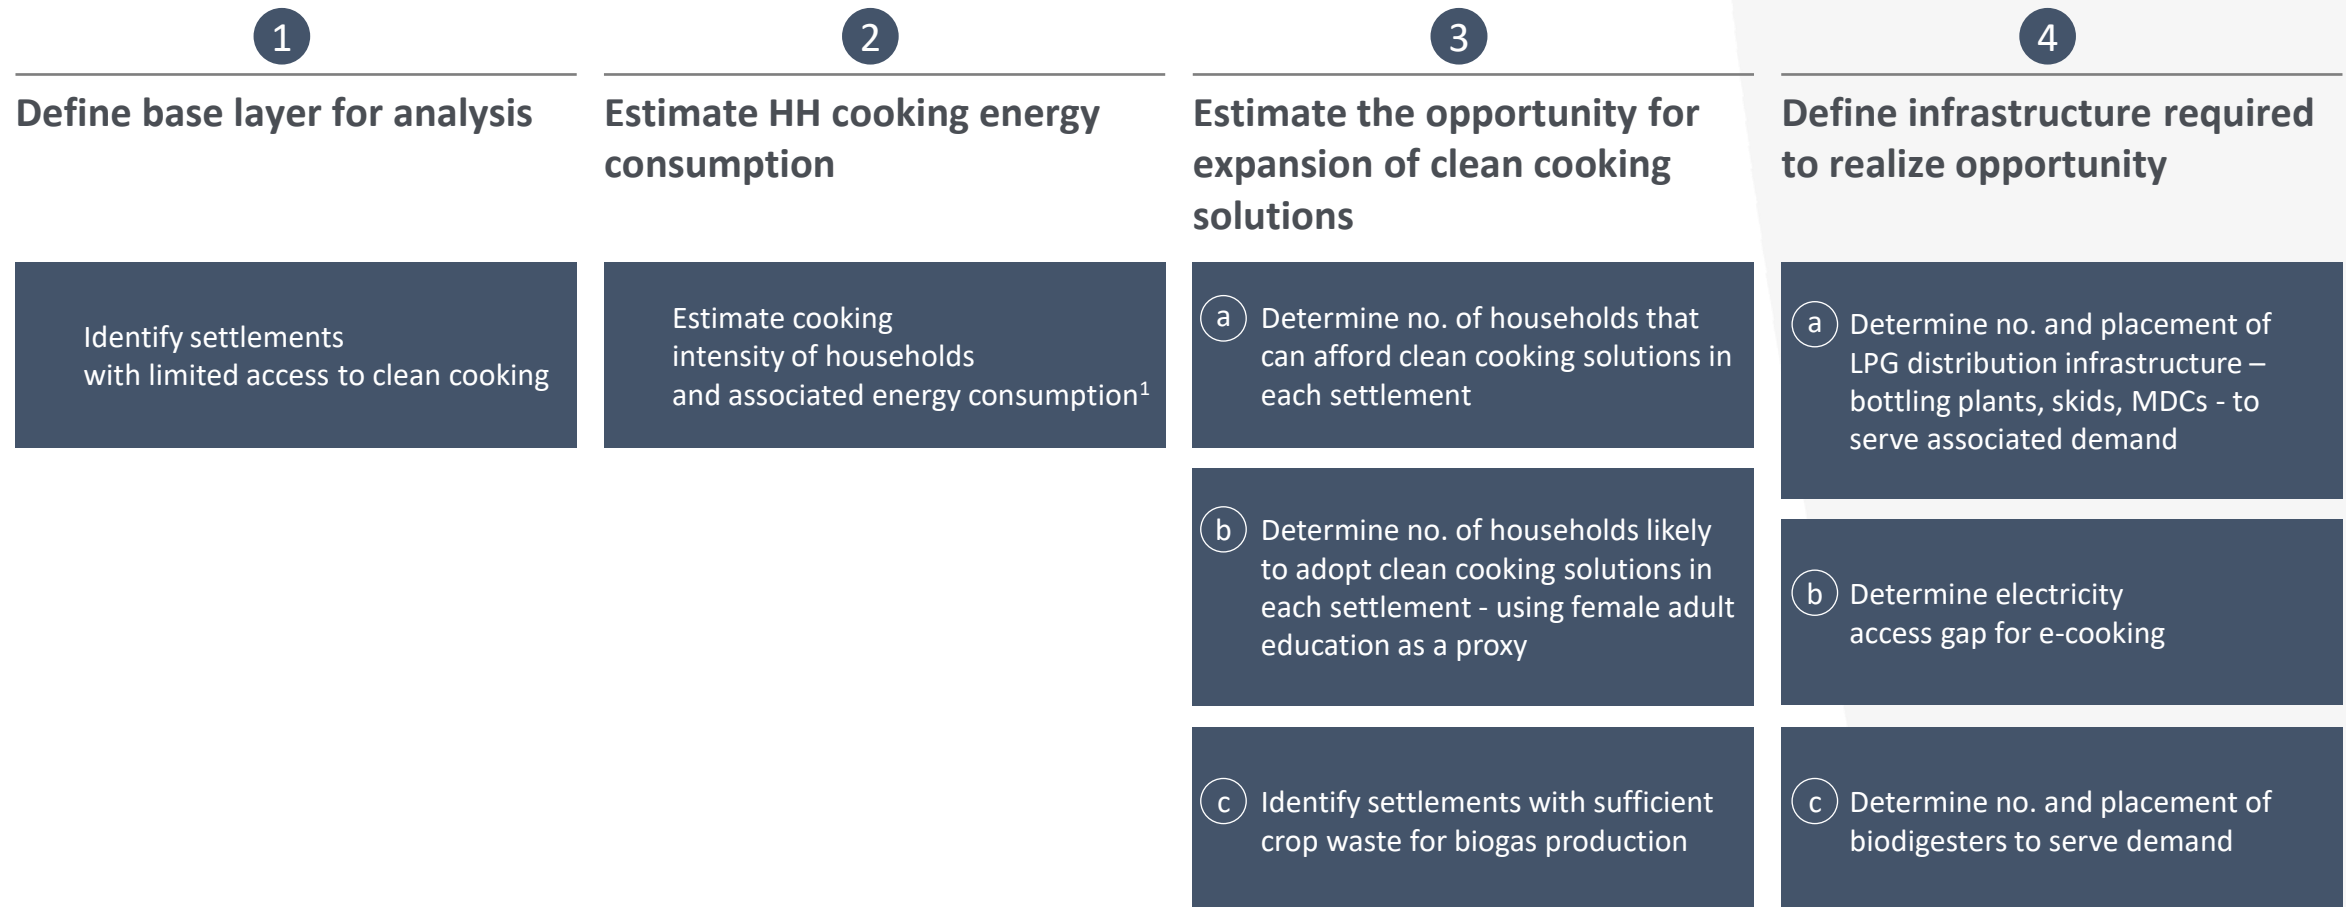 1
Define base layer for analysis
Identify settlements
with limited access to clean cooking
2
Estimate HH cooking energy
consumption
Estimate cooking
intensity of households
and associated energy consumption¹
3
Estimate the opportunity for
expansion of clean cooking
solutions
a
Determine no. of households that
can afford clean cooking solutions in
each settlement
b
Determine no. of households likely
to adopt clean cooking solutions in
each settlement - using female adult
education as a proxy
c
Identify settlements with sufficient
crop waste for biogas production
4
Define infrastructure required
to realize opportunity
a
Determine no. and placement of
LPG distribution infrastructure –
bottling plants, skids, MDCs - to
serve associated demand
b
Determine electricity
access gap for e-cooking
c
Determine no. and placement of
biodigesters to serve demand